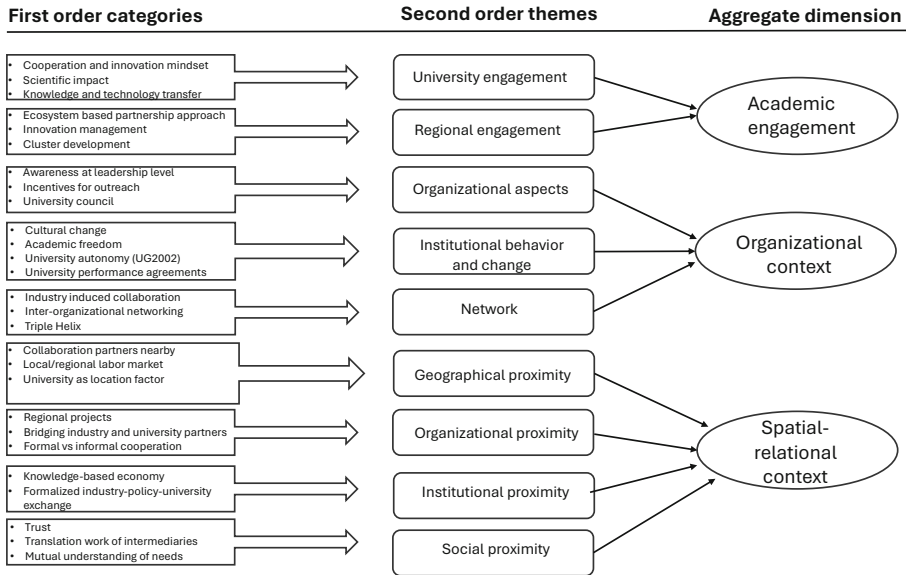 First order categories
Second order themes
Aggregate dimension
• Cooperation and innovation mindset
• Scientific impact
• Knowledge and technology transfer
University engagement
• Ecosystem based partnership approach
• Innovation management
• Cluster development
Regional engagement
Academic
engagement
• Awareness at leadership level
• Incentives for outreach
• University council
Organizational aspects
• Cultural change
• Academic freedom
• University autonomy (UG2002)
• University performance agreements
Institutional behavior
and change
• Industry induced collaboration
• Inter-organizational networking
• Triple Helix
Network
Organizational
context
• Collaboration partners nearby
• Local/regional labor market
• University as location factor
Geographical proximity
• Regional projects
• Bridging industry and university partners
• Formal vs informal cooperation
Organizational proximity
• Knowledge-based economy
• Formalized industry-policy-university
exchange
Institutional proximity
• Trust
• Translation work of intermediaries
• Mutual understanding of needs
Social proximity
Spatial-
relational
context